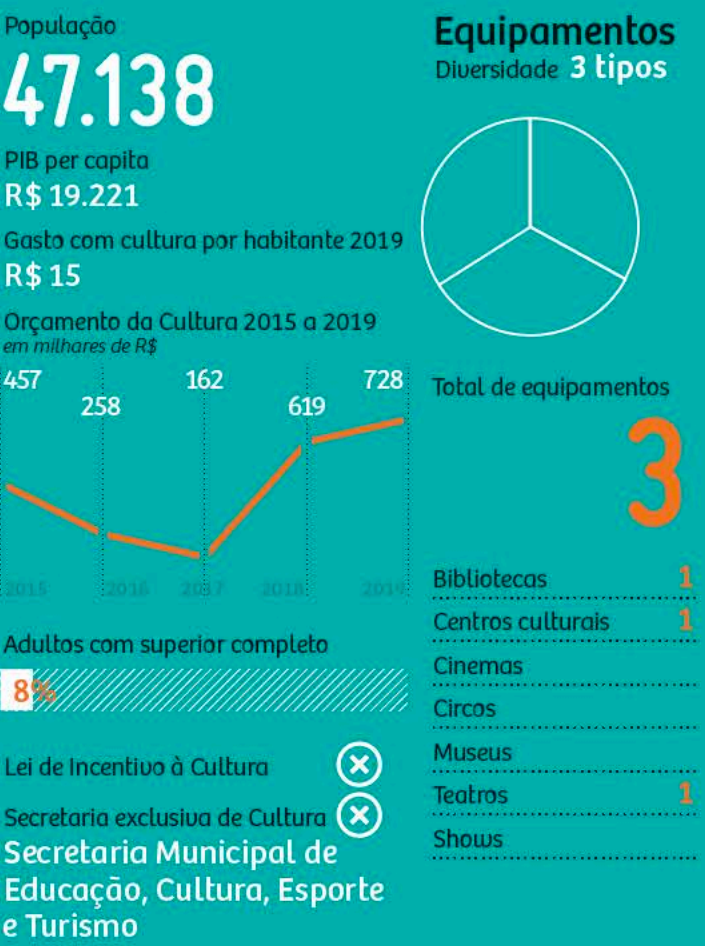 População
47.138
PIB per capita
R$ 19.221
Gasto com cultura por habitante 2019
R$ 15
Orçamento da Cultura 2015 a 2019
em milhares de R$
457
258
162
619
728
2015
2016
2017
2018
2019
Adultos com superior completo
8%
Lei de Incentivo à Cultura
Secretaria exclusiva de Cultura
Secretaria Municipal de
Educação, Cultura, Esporte
e Turismo
Equipamentos
Diversidade 3 tipos
Total de equipamentos
3
Bibliotecas 1
Centros culturais 1
Cinemas
Circos
Museus
Teatros 1
Shows